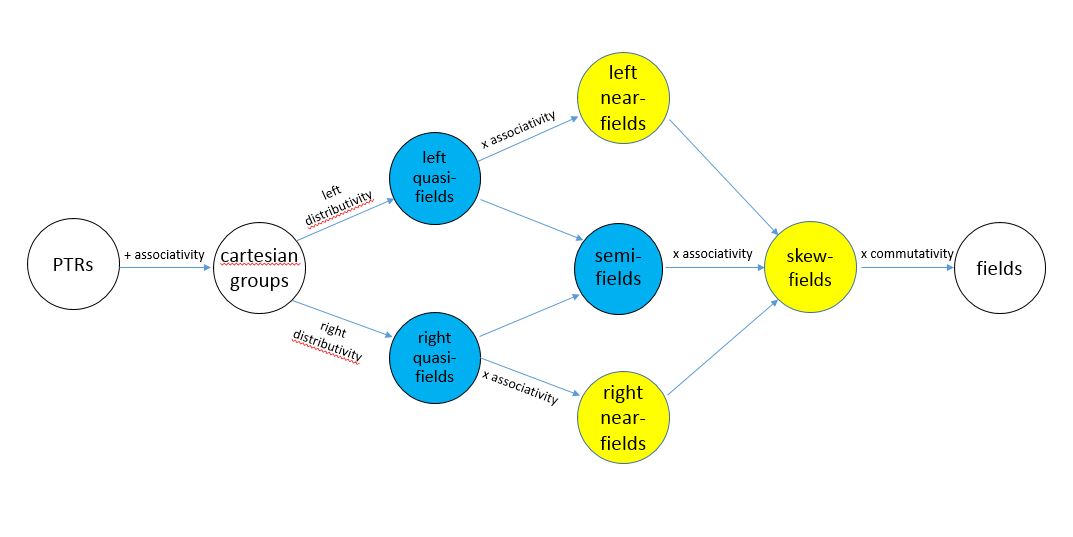 PTRs
+ associativity
cartesian
groups
left
distributivity
right
distributivity
left
quasi-
fields
right
quasi-
fields
x associativity
x associativity
left
near-
fields
semi-
fields
right
near-
fields
x associativity
skew-
fields
x commutativity
fields